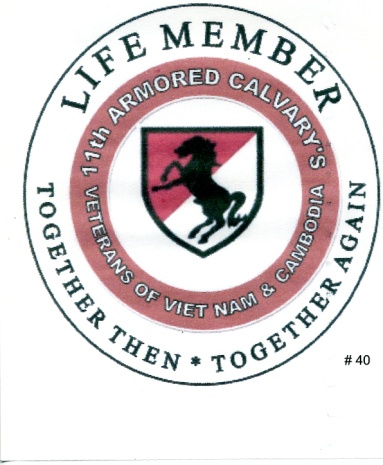 LIFE MEMBER
11th ARMORED CALVARY'S
VETERANS OF VIET NAM & CAMBODIA
TOGETHER THEN * TOGETHER AGAIN
# 40